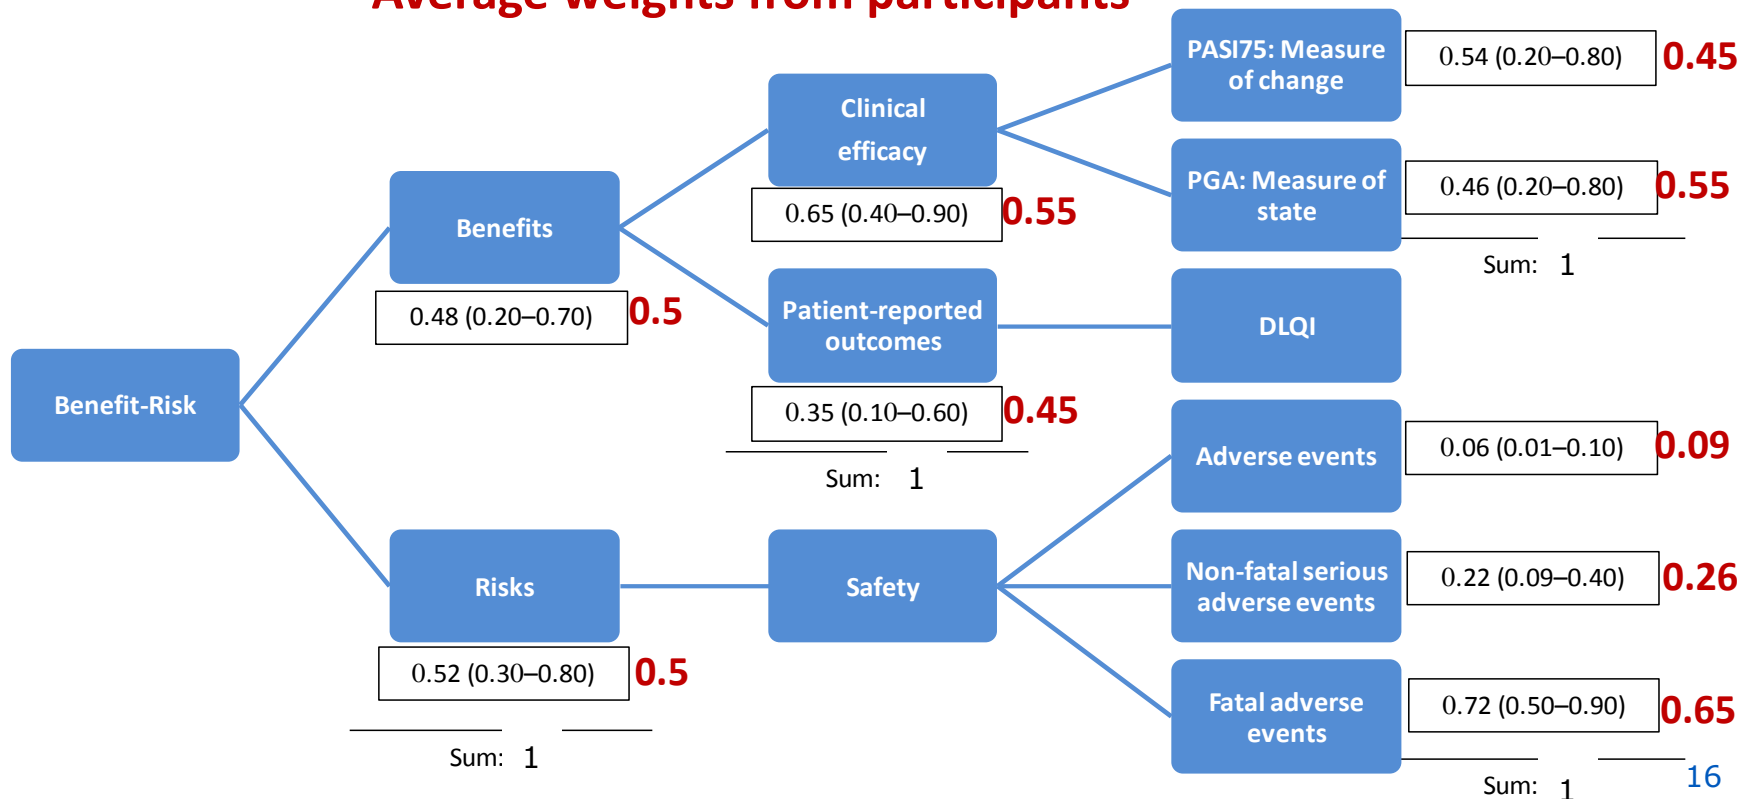 Average weights from participants
PASI75: Measure
of change
0.54 (0.20–0.80)
0.45
Clinical
efficacy
0.65 (0.40–0.90)
0.55
PGA: Measure of
state
0.46 (0.20–0.80)
0.55
Sum: 1
Benefits
0.48 (0.20–0.70)
0.5
Patient-reported
outcomes
0.35 (0.10–0.60)
0.45
Sum: 1
DLQI
Benefit-Risk
Adverse events
0.06 (0.01–0.10)
0.09
Risks
0.52 (0.30–0.80)
0.5
Sum: 1
Safety
Non-fatal serious
adverse events
0.22 (0.09–0.40)
0.26
Fatal adverse
events
0.72 (0.50–0.90)
0.65
Sum: 1
16